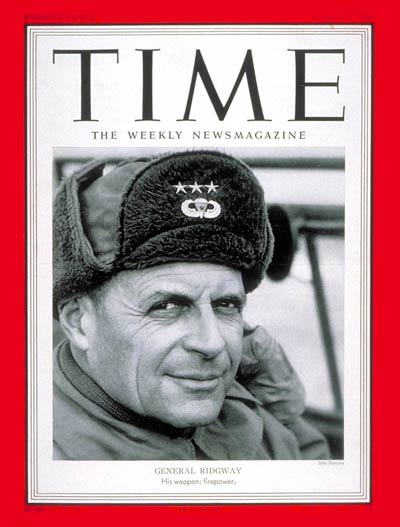 TIME
THE WEEKLY NEWSMAGAZINE
GENERAL RIDGWAY
His weapon: firepower.